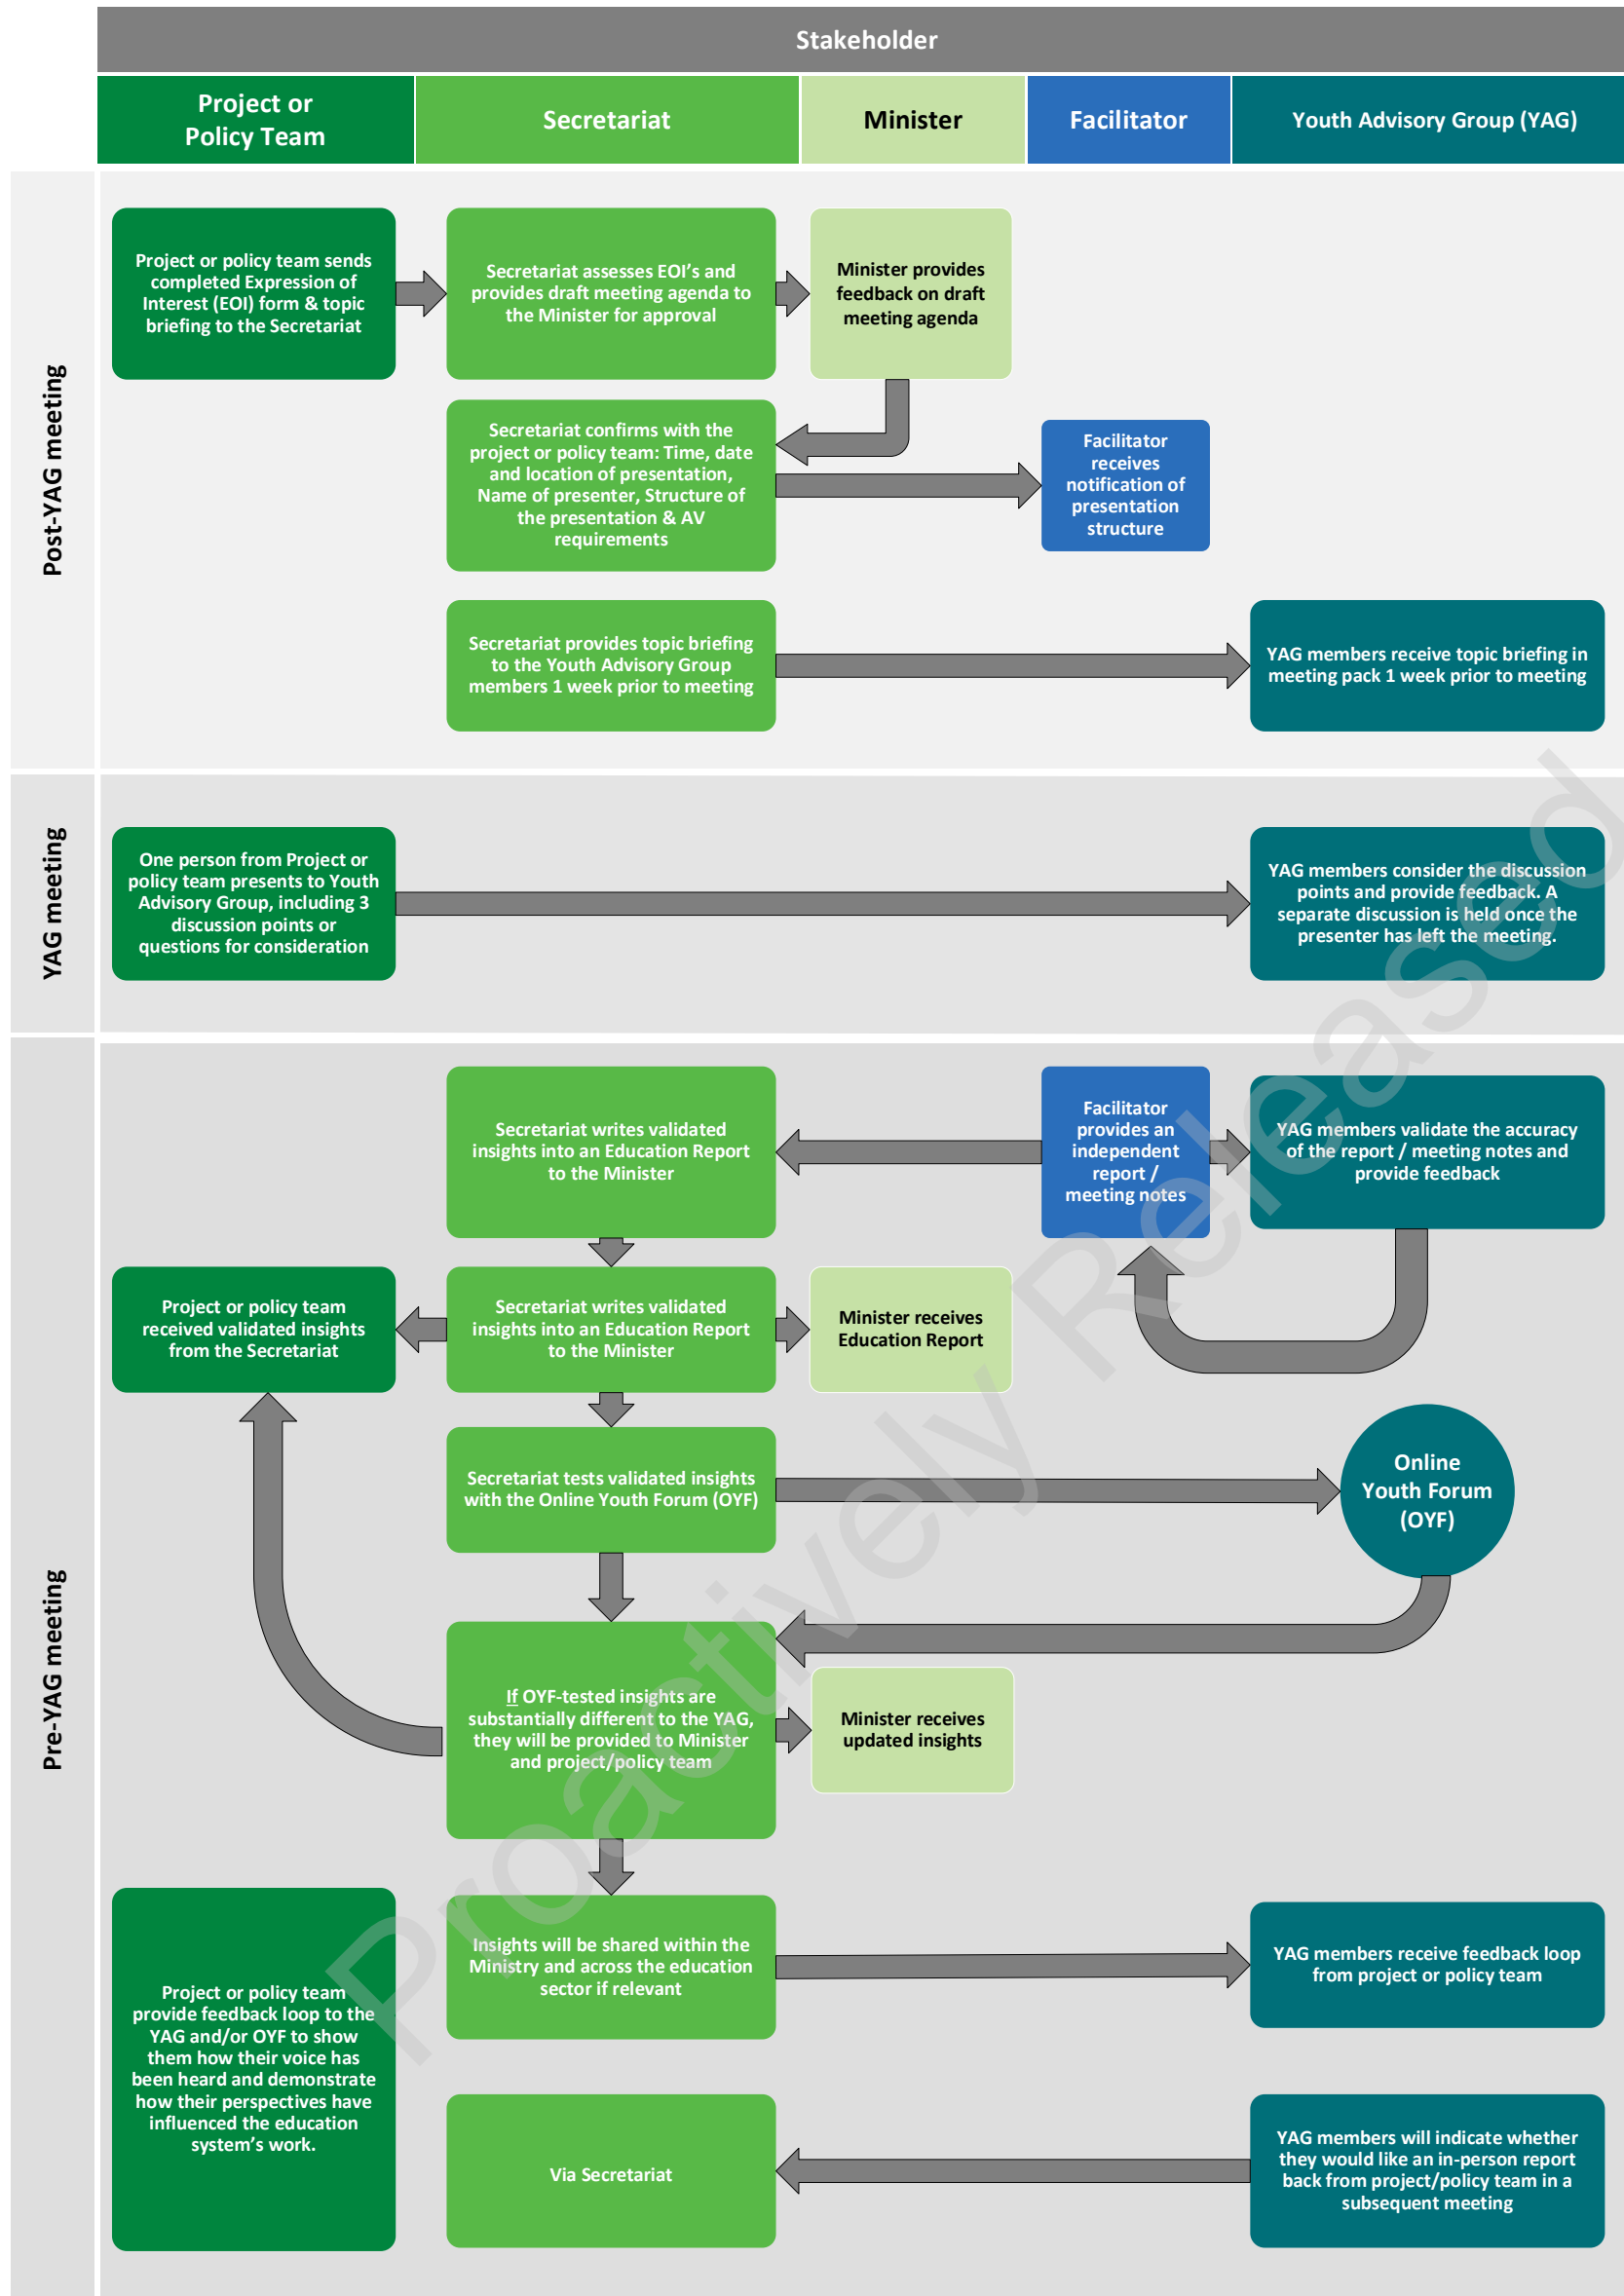 Stakeholder
Project or
Policy Team
Secretariat
Minister
Facilitator
Youth Advisory Group (YAG)
Post-YAG meeting
Project or policy team sends
completed Expression of
Interest (EOI) form & topic
briefing to the Secretariat
Secretariat assesses EOI's and
provides draft meeting agenda to
the Minister for approval
Minister provides
feedback on draft
meeting agenda
Secretariat confirms with the
project or policy team: Time, date
and location of presentation,
Name of presenter, Structure of
the presentation & AV
requirements
Facilitator
receives
notification of
presentation
structure
Secretariat provides topic briefing
to the Youth Advisory Group
members 1 week prior to meeting
YAG members receive topic briefing in
meeting pack 1 week prior to meeting
YAG meeting
One person from Project or
policy team presents to Youth
Advisory Group, including 3
discussion points or
questions for consideration
YAG members consider the discussion
points and provide feedback. A
separate discussion is held once the
presenter has left the meeting.
Pre-YAG meeting
Secretariat writes validated
insights into an Education Report
to the Minister
Facilitator
provides an
independent
report /
meeting notes
YAG members validate the accuracy
of the report / meeting notes and
provide feedback
Project or policy team
received validated insights
from the Secretariat
Secretariat writes validated
insights into an Education Report
to the Minister
Minister receives
Education Report
Secretariat tests validated insights
with the Online Youth Forum (OYF)
Online
Youth Forum
(OYF)
If OYF-tested insights are
substantially different to the YAG,
they will be provided to Minister
and project/policy team
Minister receives
updated insights
Project or policy team
provide feedback loop to the
YAG and/or OYF to show
them how their voice has
been heard and demonstrate
how their perspectives have
influenced the education
system's work.
Insights will be shared within the
Ministry and across the education
sector if relevant
YAG members receive feedback loop
from project or policy team
Via Secretariat
YAG members will indicate whether
they would like an in-person report
back from project/policy team in a
subsequent meeting
Proactively Released